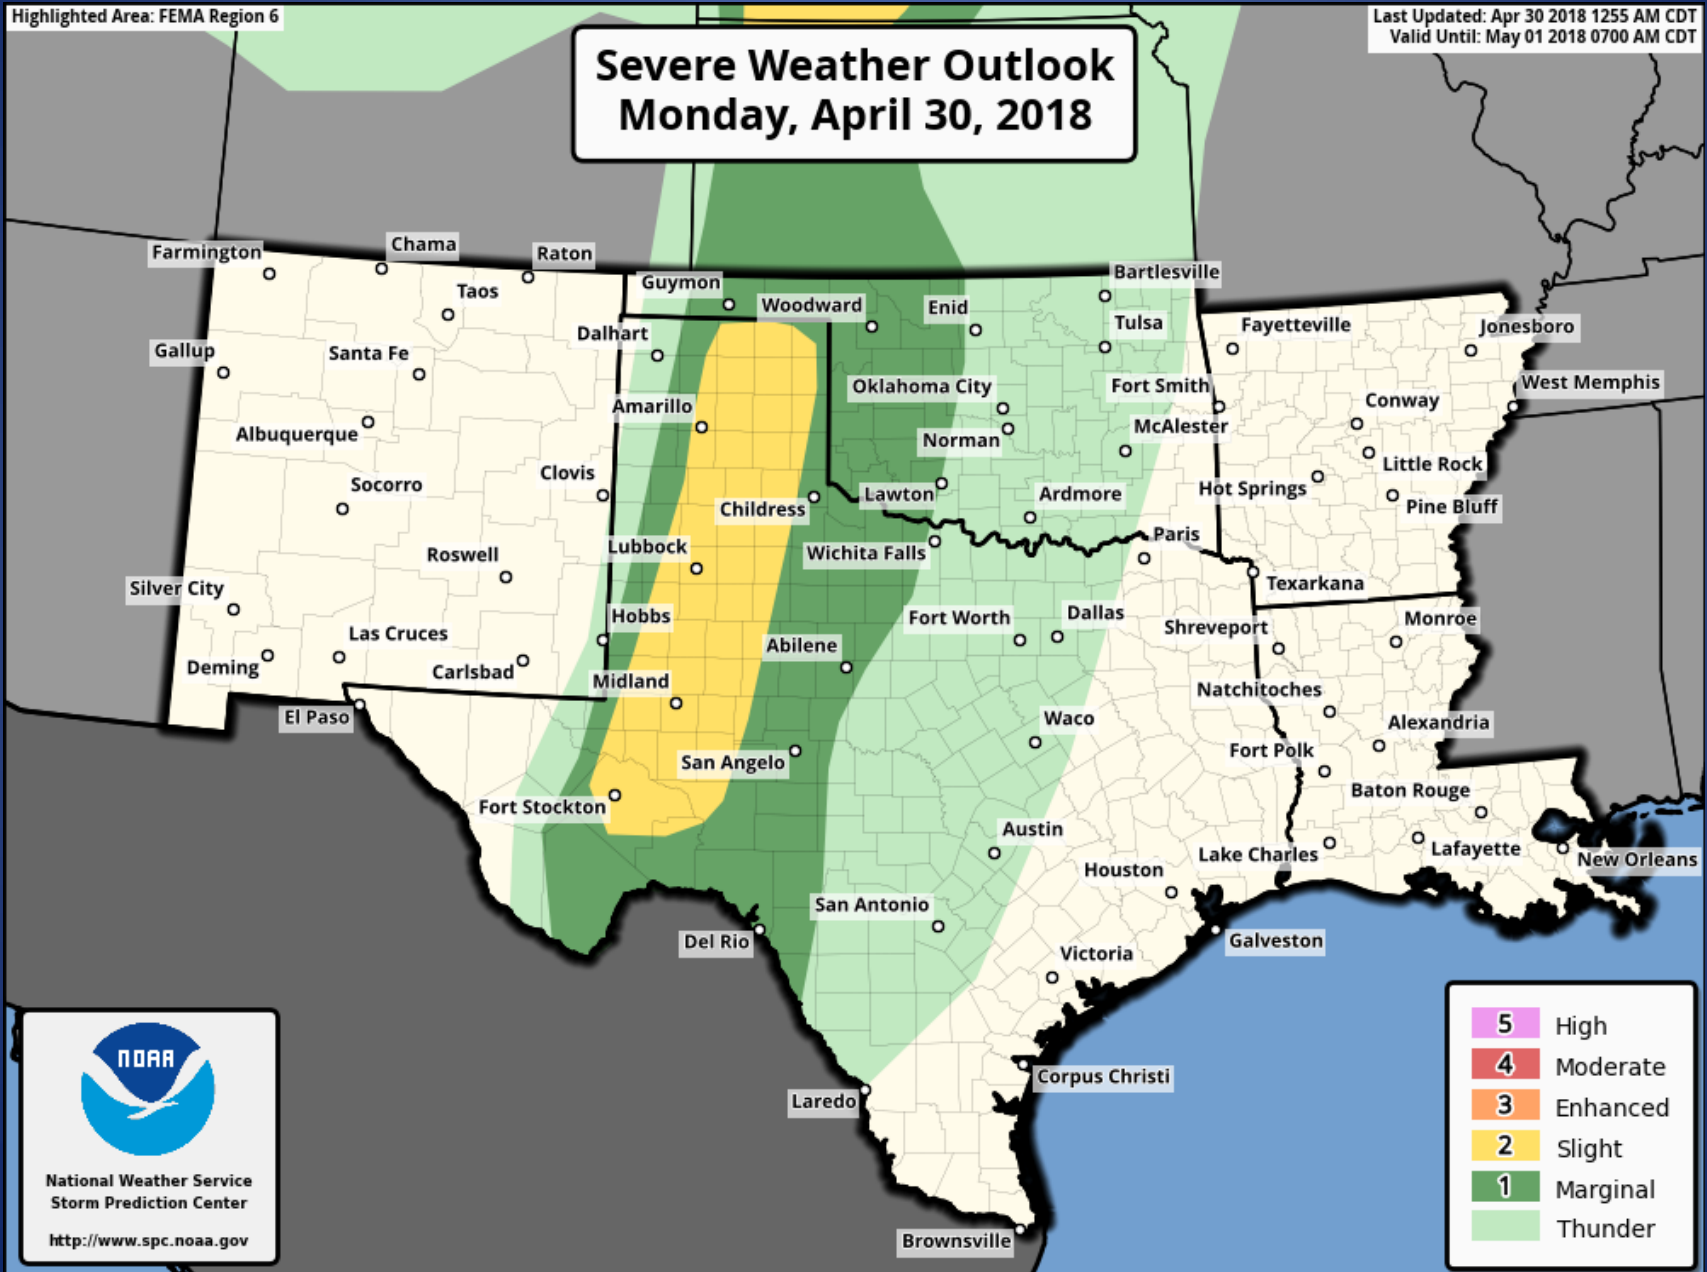 Highlighted Area: FEMA Region 6
Last Updated: Apr 30 2018 1255 AM CDT
Valid Until: May 01 2018 0700 AM CDT
Severe Weather Outlook
Monday, April 30, 2018
Farmington
Chama
Raton
Taos
Guymon
Woodward
Enid
Bartlesville
Gallup
Santa Fe
Dalhart
Tulsa
Fayetteville
Jonesboro
Albuquerque
Amarillo
Oklahoma City
Fort Smith
West Memphis
Norman
McAlester
Conway
Socorro
Clovis
Childress
Lawton
Ardmore
Hot Springs
Little Rock
Pine Bluff
Roswell
Lubbock
Wichita Falls
Paris
Silver City
Texarkana
Hobbs
Fort Worth
Dallas
Shreveport
Monroe
Las Cruces
Deming
Carlsbad
Midland
Abilene
Natchitoches
El Paso
Waco
Alexandria
San Angelo
Fort Polk
Fort Stockton
Baton Rouge
Austin
Lake Charles
Lafayette
New Orleans
Houston
San Antonio
Del Rio
Victoria
Galveston
Laredo
Corpus Christi
Brownsville
NOAA
National Weather Service
Storm Prediction Center
http://www.spc.noaa.gov
5 High
4 Moderate
3 Enhanced
2 Slight
1 Marginal
Thunder